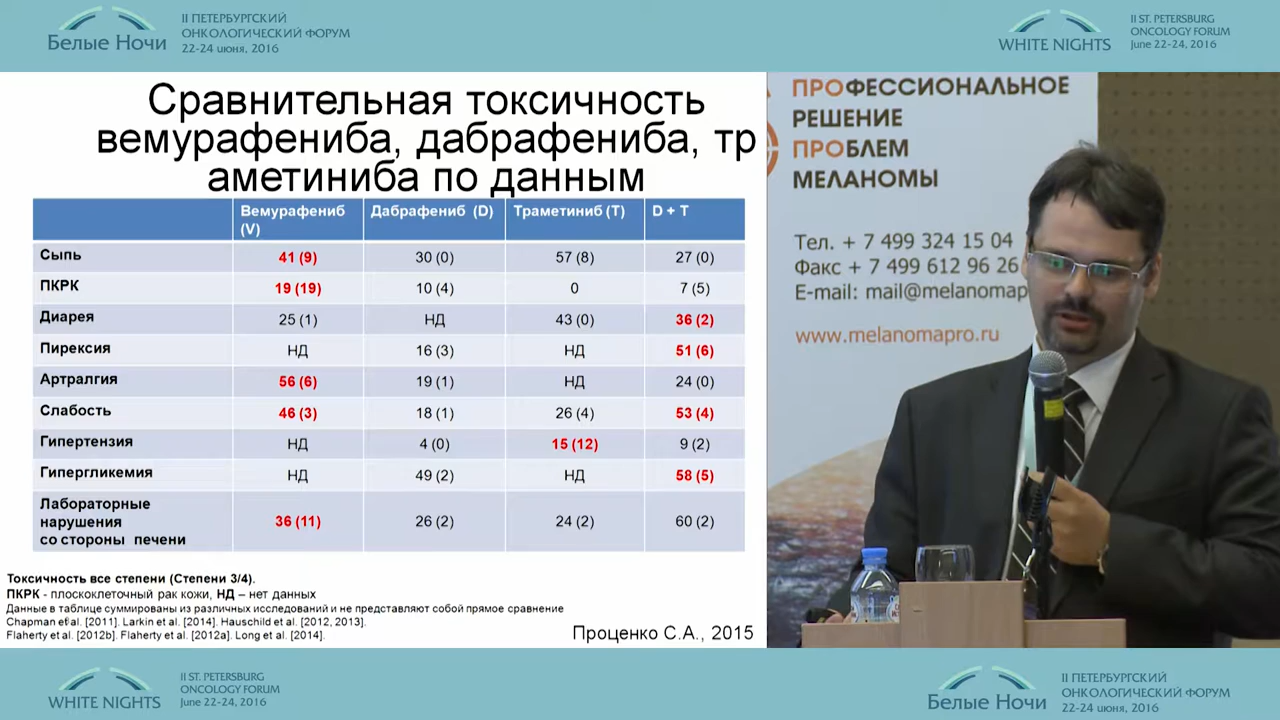 Белые Ночи
II ПЕТЕРБУРГСКИЙ
ОНКОЛОГИЧЕСКИЙ ФОРУМ
22-24 июня, 2016
WHITE NIGHTS
II ST. PETERSBURG
ONCOLOGY FORUM
June 22-24, 2016
Сравнительная токсичность
вемурафениба, дабрафениба, тр
аметиниба по данным
Вемурафениб (V) Дабрафениб (D) Траметиниб (T) D + T
Сыпь 41 (9) 30 (0) 57 (8) 27 (0)
ПКРК 19 (19) 10 (4) 0 7 (5)
Диарея 25 (1) НД 43 (0) 36 (2)
Пирексия НД 16 (3) НД 51 (6)
Артралгия 56 (6) 19 (1) НД 24 (0)
Слабость 46 (3) 18 (1) 26 (4) 53 (4)
Гипертензия НД 4 (0) 15 (12) 9 (2)
Гипергликемия НД 49 (2) НД 58 (5)
Лабораторные
нарушения
со стороны печени 36 (11) 26 (2) 24 (2) 60 (2)
Токсичность все степени (Степени 3/4).
ПКРК - плоскоклеточный рак кожи, НД – нет данных
Данные в таблице суммированы из различных исследований и не представляют собой прямое сравнение
Chapman et al. [2011]. Larkin et al. [2014]. Hauschild et al. [2012, 2013].
Flaherty et al. [2012b]. Flaherty et al. [2012a]. Long et al. [2014].
Проценко С.А., 2015
ПРОФЕССИОНАЛЬНОЕ
РЕШЕНИЕ
ПРОБЛЕМ
МЕЛАНОМЫ
Тел. + 7 499 324 15 04
Факс + 7 499 612 96 26
E-mail: mail@melanomap
www.melanomapro.ru
WHITE NIGHTS
II ST. PETERSBURG
ONCOLOGY FORUM
June 22-24, 2016
Белые Ночи
II ПЕТЕРБУРГСКИЙ
ОНКОЛОГИЧЕСКИЙ ФОРУМ
22-24 июня, 2016